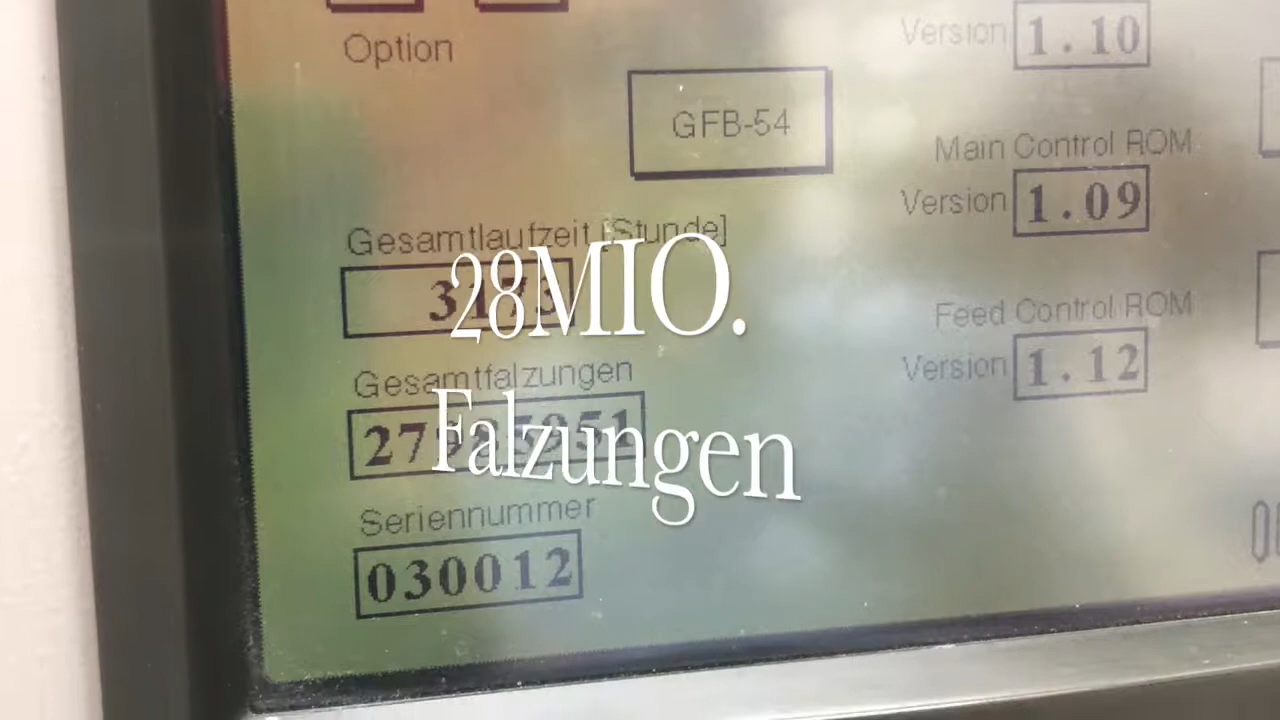 Option
GFB-54
Version 1.10
Main Control ROM
Version 1.09
Gesamtlaufzeit [Stunde]
3173
28MIO.
Feed Control ROM
Version 1.12
Gesamtfalzungen
Falzungen
Seriennummer
030012